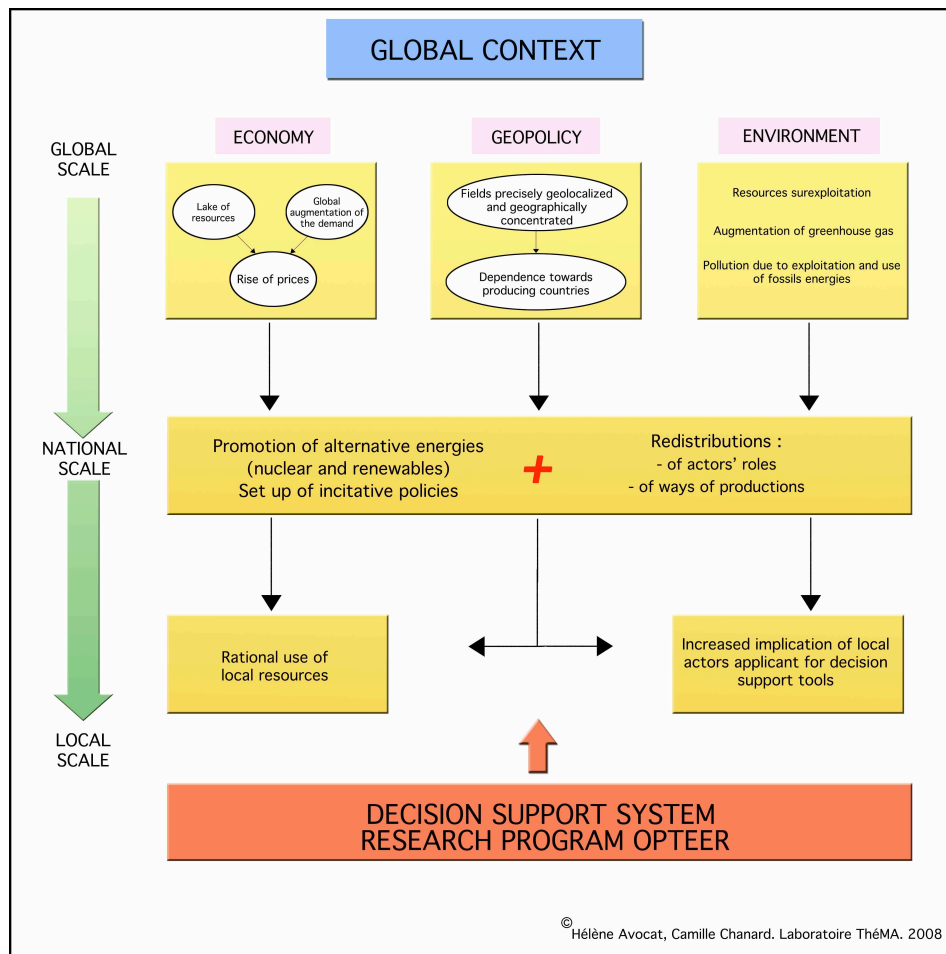 GLOBAL CONTEXT
GLOBAL
SCALE
ECONOMY
GEOPOLICY
ENVIRONMENT
Lake of
resources
Global
augmentation of
the demand
Rise of prices
Fields precisely geolocalized
and geographically
concentrated
Dependence towards
producing countries
Resources surexploitation
Augmentation of greenhouse gas
Pollution due to exploitation and use
of fossils energies
NATIONAL
SCALE
Promotion of alternative energies
(nuclear and renewables)
Set up of incitative policies
+
Redistributions :
- of actors' roles
- of ways of productions
Rational use of
local resources
Increased implication of local
actors applicant for decision
support tools
LOCAL
SCALE
DECISION SUPPORT SYSTEM
RESEARCH PROGRAM OPTEER
©Hélène Avocat, Camille Chanard. Laboratoire ThéMA. 2008